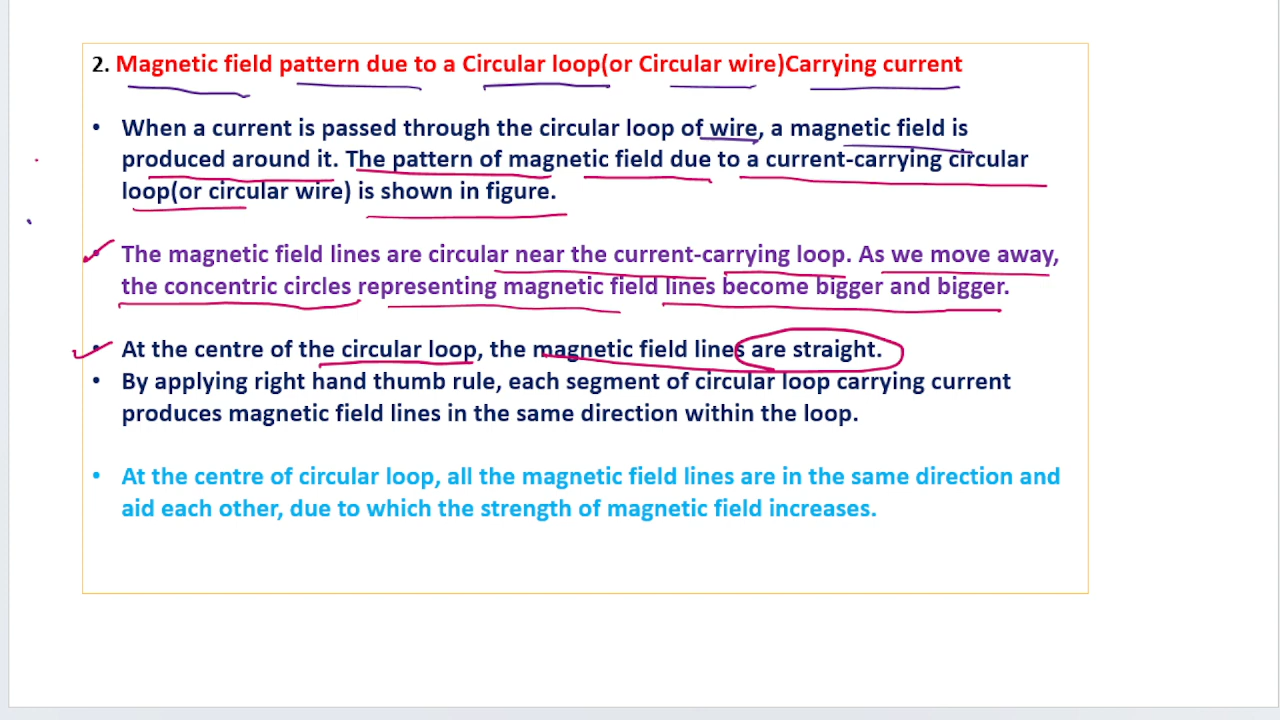 2. Magnetic field pattern due to a Circular loop(or Circular wire)Carrying current
• When a current is passed through the circular loop of wire, a magnetic field is
produced around it. The pattern of magnetic field due to a current-carrying circular
loop(or circular wire) is shown in figure.
• The magnetic field lines are circular near the current-carrying loop. As we move away,
the concentric circles representing magnetic field lines become bigger and bigger.
• At the centre of the circular loop, the magnetic field lines are straight.
• By applying right hand thumb rule, each segment of circular loop carrying current
produces magnetic field lines in the same direction within the loop.
• At the centre of circular loop, all the magnetic field lines are in the same direction and
aid each other, due to which the strength of magnetic field increases.